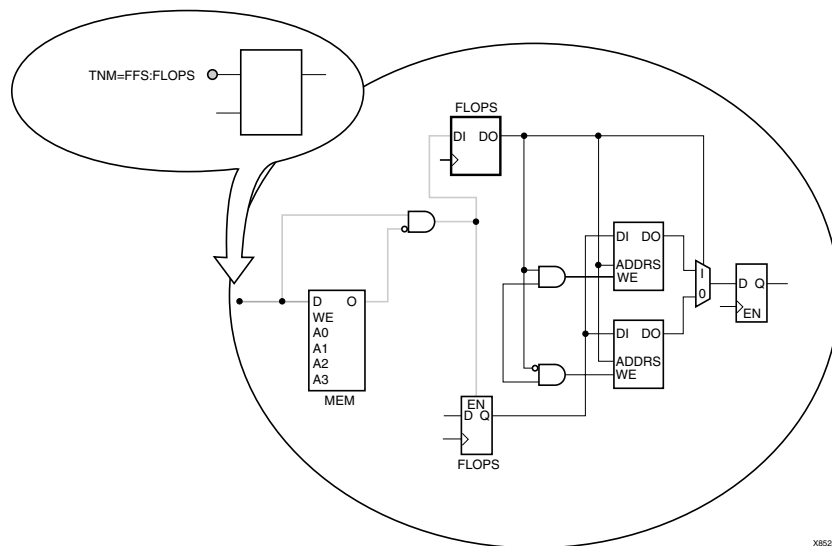 TNM=FFS:FLOPS
FLOPS
DI DO
DI DO
ADDRS
WE
I
0
D Q
EN
D O
WE
A0
A1
A2
A3
MEM
DI DO
ADDRS
WE
EN
D Q
FLOPS
X852